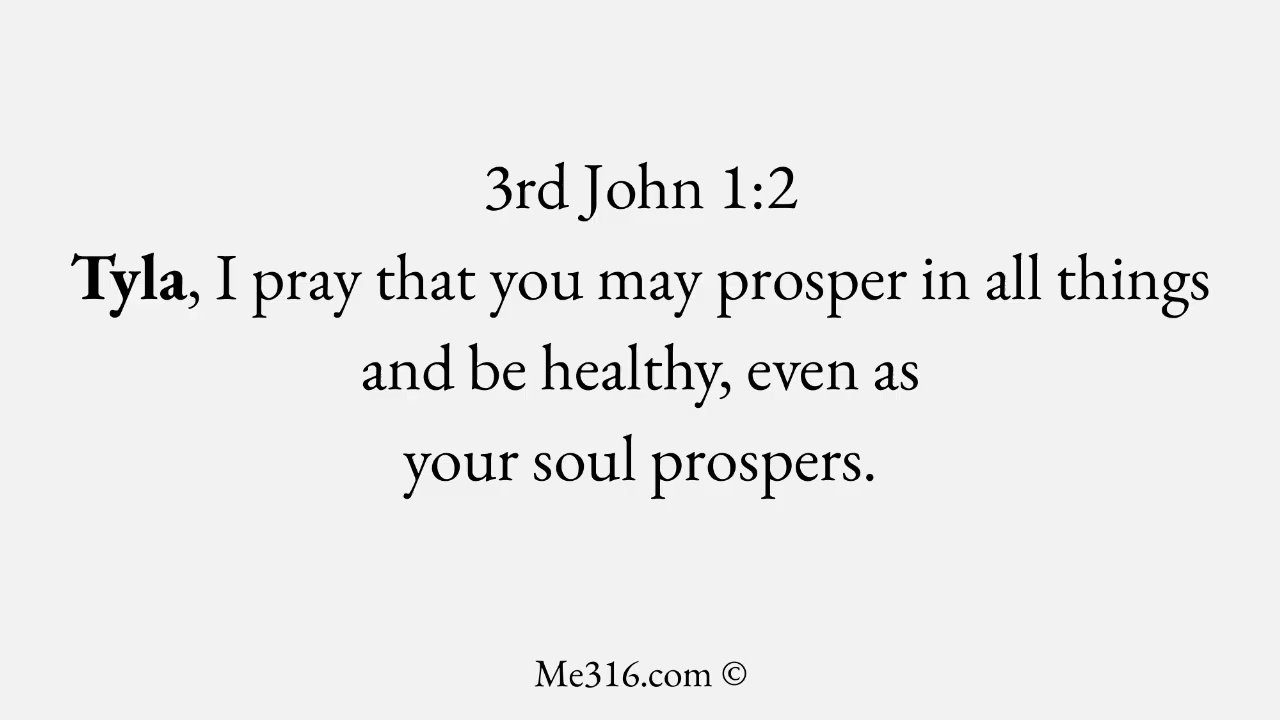 3rd John 1:2
Tyla, I pray that you may prosper in all things
and be healthy, even as
your soul prospers.
Me316.com ©